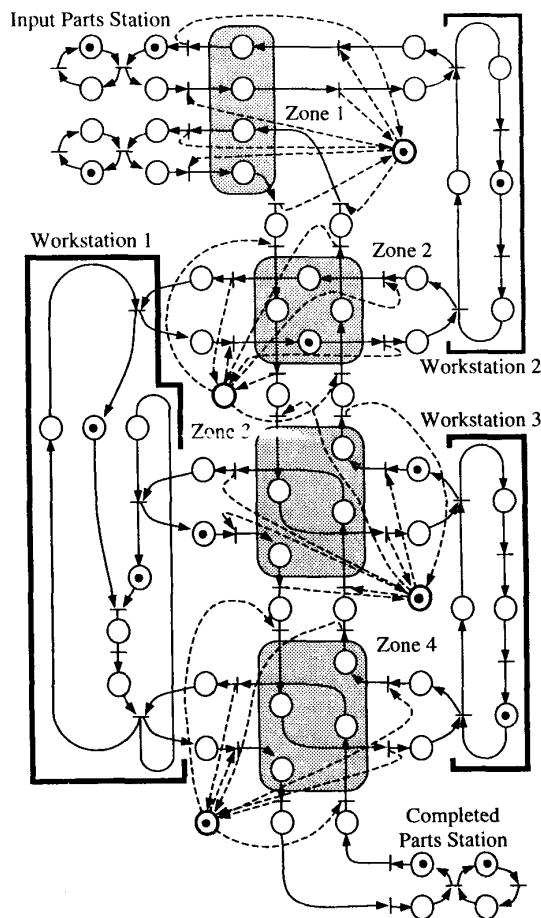 Input Parts Station
Zone 1
Workstation 1
Zone 2
Workstation 2
Zone 3
Workstation 3
Zone 4
Completed
Parts Station